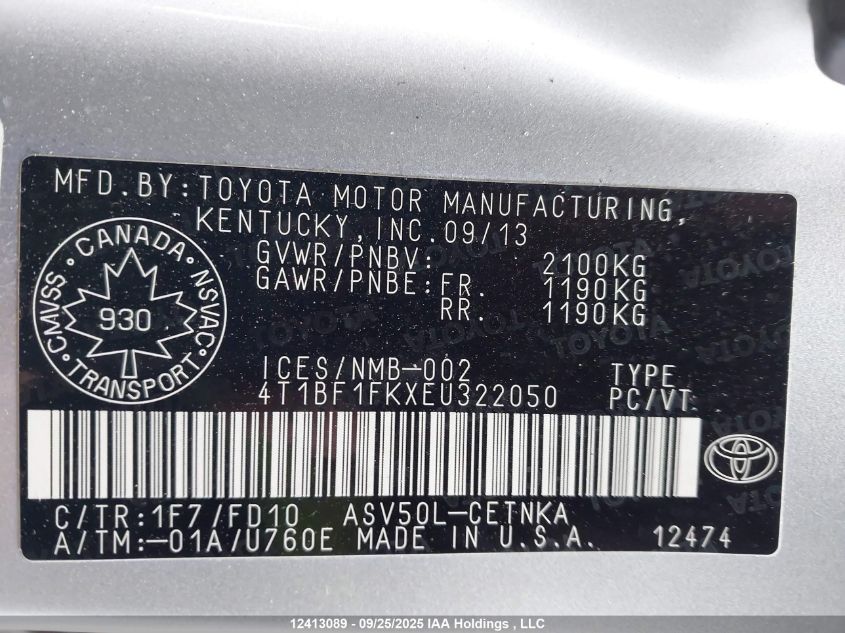 MFD.BY:TOYOTA MOTOR MANUFACTURING,
KENTUCKY,INC. 09/13
GVWR/PNBV: 2100KG
GAWR/PNBE:FR. 1190KG
RR. 1190KG
CANADA
CMVSS 930 NSVAC
TRANSPORT
ICES/NMB-002 TYPE
4T1BF1FKXEU322050 PC/VT
C/TR:1F7/FD10 ASV50L-CETNKA
A/TM:-01A/U760E MADE IN U.S.A. 12474
12413089 - 09/25/2025 IAA Holdings , LLC